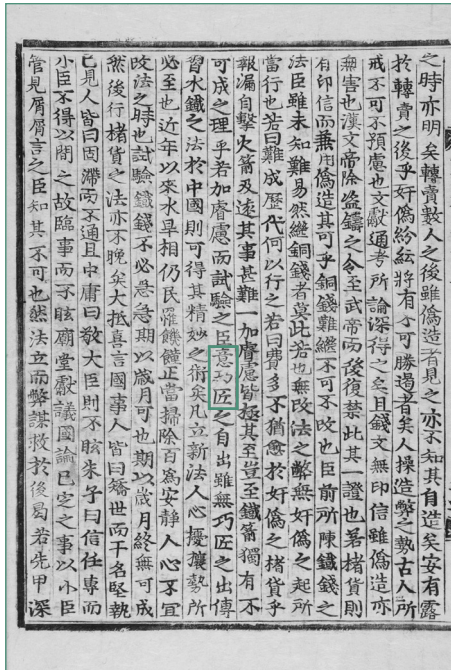 之時亦明矣轉賣數人之後雖僞造者見之亦不知其自造矣安有露
於轉賣之後乎奸僞紛紜將有不可勝造者矣人操造弊之勢古人所
戒不可不預慮也文獻通考所論深得之矣且錢文無印信雖僞造亦
無害也漢文帝除盜鑄之令至武帝而後復禁此其一證也若楮貨則
有印信而兼用僞造其可乎銅錢難繼不可不改也臣前所陳鐵錢之
法臣雖未知難易然繼銅錢者莫此若也無改法之弊無奸僞之起所
當行也若曰難成歷代何以行之若曰費多不猶愈於奸僞之楮貨乎
報漏自擊火箭及遠其事甚難一加睿慮皆極其至豈至鐵箭獨有不
可成之理乎若加睿慮而試驗之臣意巧匠之自出雖無巧匠之出傳
習水鐵之法於中國則可得其精妙之術矣凡立新法人心擾攘勢所
必至也近年以來水旱相仍民罹饑饉正當掃除百爲安靜人心不宜
改法之時也試驗鐵錢不必急急期以歲月可也期以歲月終無可成
然後行楮貨之法亦不晩矣大抵喜言國事人皆曰矯世而干名堅執
己見人皆曰固滯而不通且中庸曰敬大臣則不眩朱子曰信任專而
小臣不得以間之故臨事而不眩廟堂獻議國論已定之事以小臣
管見屑屑言之臣知其不可也然法立而弊謀救於後曷若先甲深